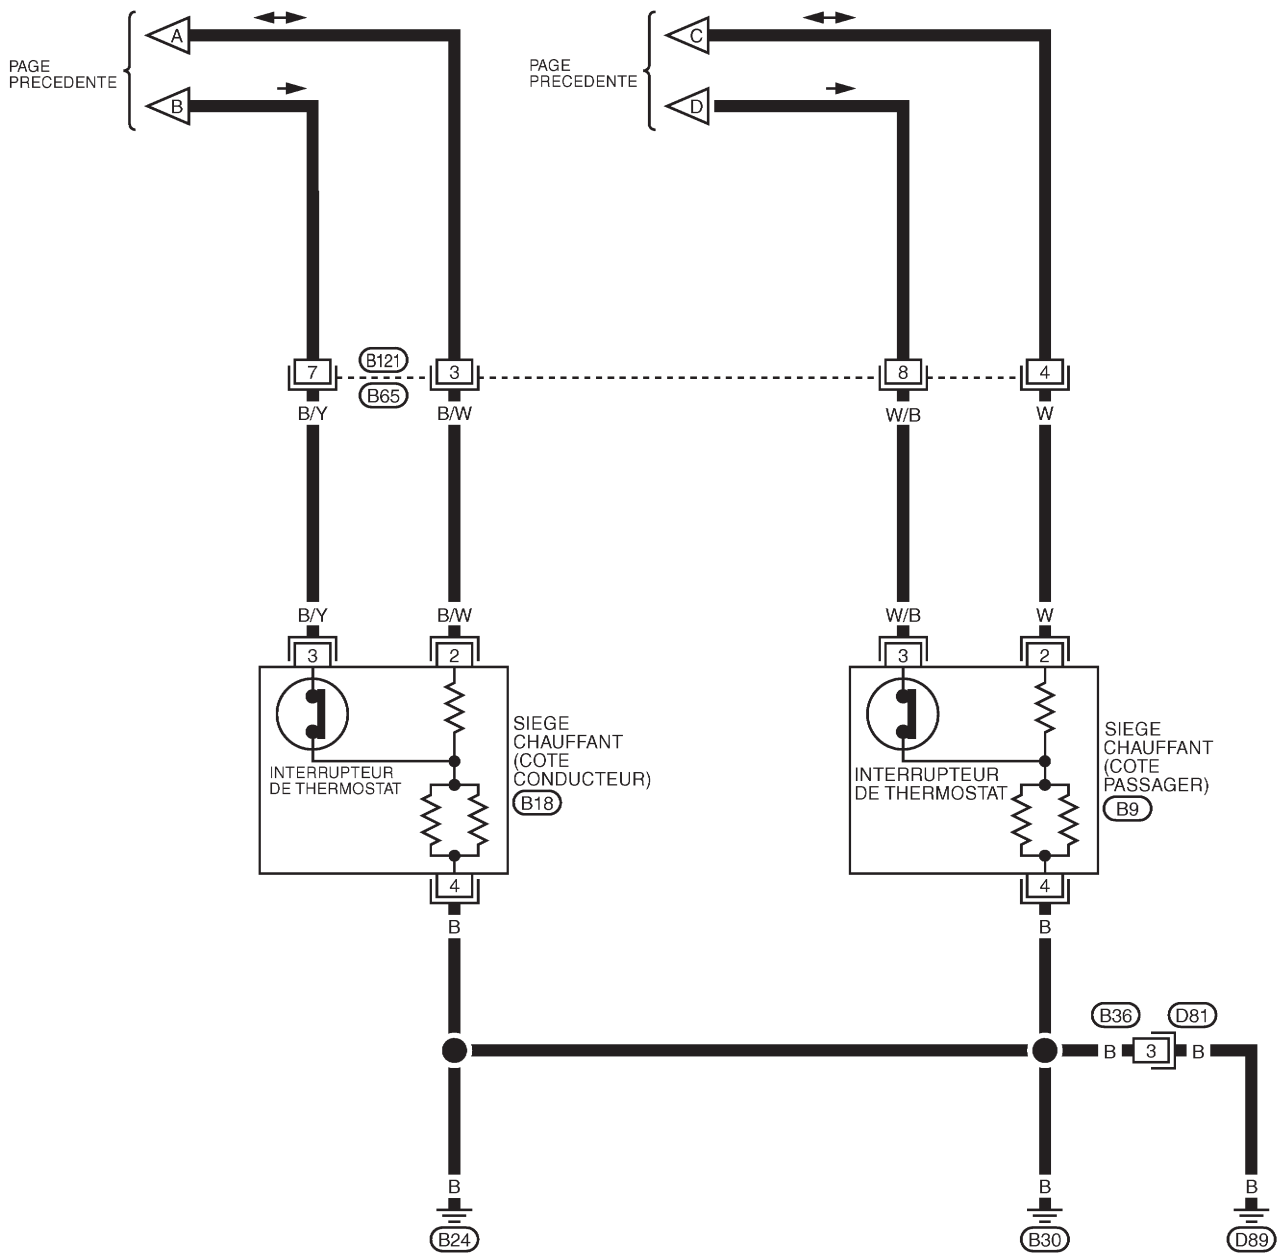 A
C
PAGE
PRECEDENTE
PAGE
PRECEDENTE
B
D
B121
7
3
8
4
B65
B/Y
B/W
W/B
W
B/Y
B/W
W/B
W
3
2
3
2
SIEGE
CHAUFFANT
(COTE
CONDUCTEUR)
B18
INTERRUPTEUR
DE THERMOSTAT
SIEGE
CHAUFFANT
(COTE
PASSAGER)
B9
INTERRUPTEUR
DE THERMOSTAT
4
4
B
B
B36
D81
B
3
B
B
B
B
B24
B30
D89